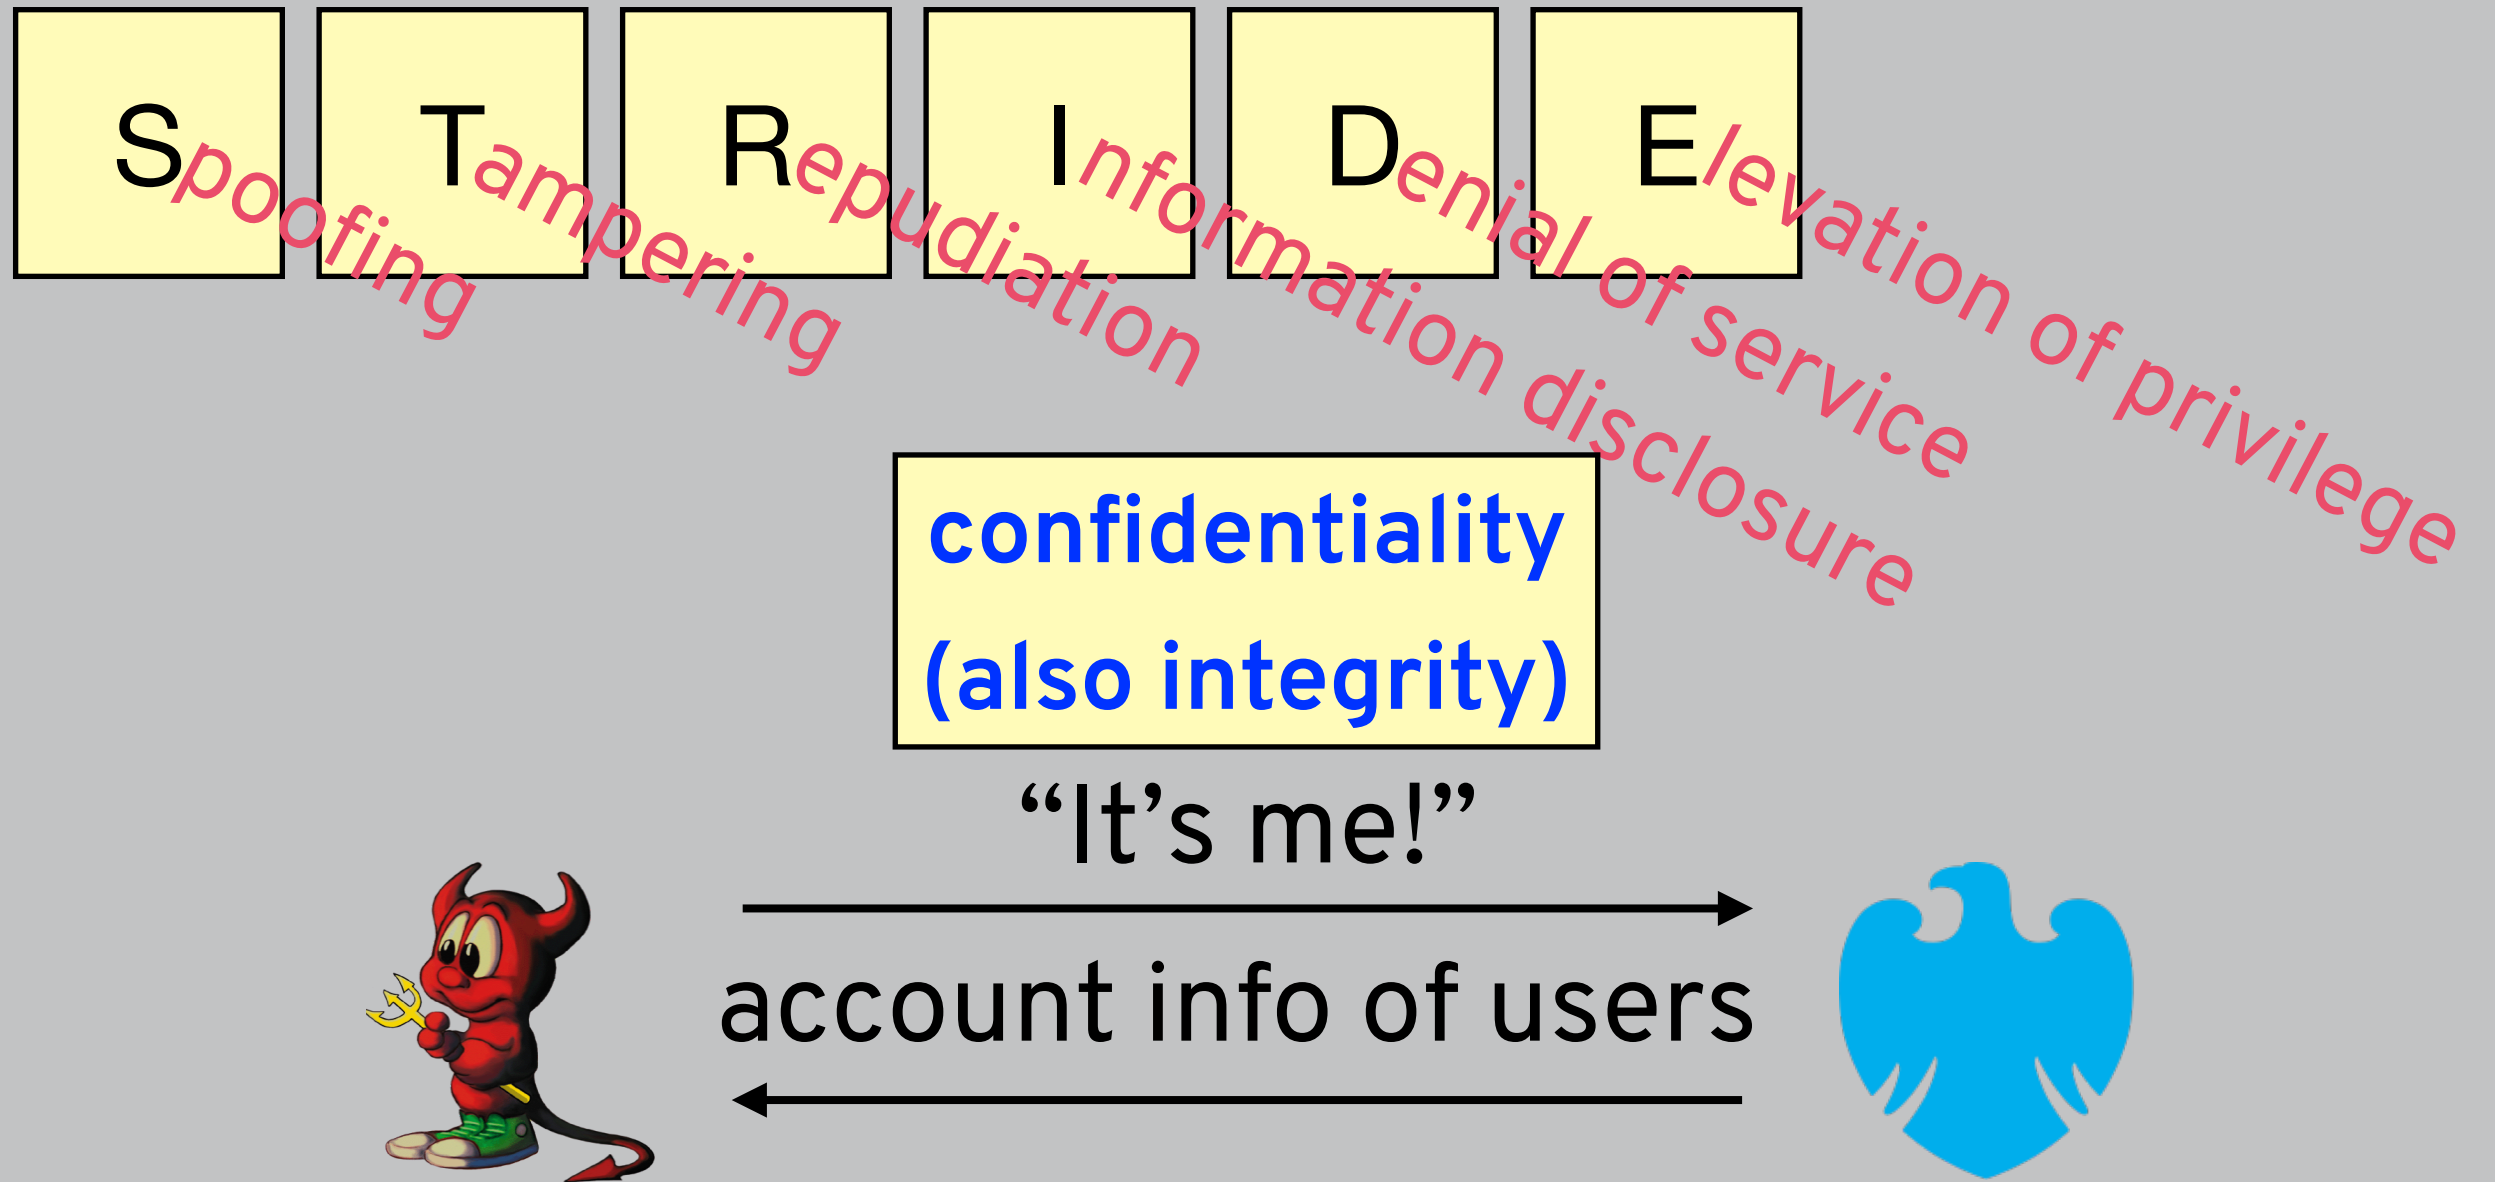 Spoofing
Tampering
Repudiation
Information disclosure
Denial of service
Elevation of privilege
confidentiality
(also integrity)
“It’s me!”
account info of users